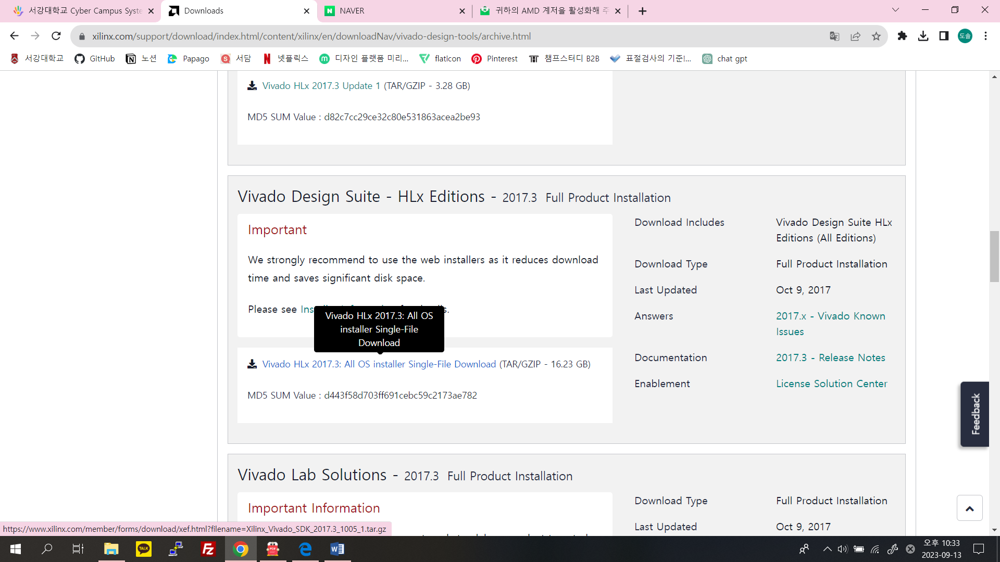 서강대학교 Cyber Campus Syste
Downloads
NAVER
귀하의 AMD 계저을 활성화해 주
xilinx.com/support/download/index.html/content/xilinx/en/downloadNav/vivado-design-tools/archive.html
도솔
서강대학교
GitHub
노션
Papago
서담
넷플릭스
디자인 플랫폼 미리...
flaticon
Pinterest
챔프스터디 B2B
표절검사의 기준!...
chat gpt
Vivado HLx 2017.3 Update 1 (TAR/GZIP - 3.28 GB)
MD5 SUM Value : d82c7cc29ce32c80e531863acea2be93
Vivado Design Suite - HLx Editions - 2017.3 Full Product Installation
Important
We strongly recommend to use the web installers as it reduces download
time and saves significant disk space.
Please see
Vivado HLx 2017.3: All OS
installer Single-File
Download
Vivado HLx 2017.3: All OS installer Single-File Download (TAR/GZIP - 16.23 GB)
MD5 SUM Value : d443f58d703ff691cebc59c2173ae782
Download Includes
Vivado Design Suite HLx
Editions (All Editions)
Download Type
Full Product Installation
Last Updated
Oct 9, 2017
Answers
2017.x - Vivado Known
Issues
Documentation
2017.3 - Release Notes
Enablement
License Solution Center
Feedback
Vivado Lab Solutions - 2017.3 Full Product Installation
Important Information
Download Type
Full Product Installation
Last Updated
Oct 9, 2017
https://www.xilinx.com/member/forms/download/xef.html?filename=Xilinx_Vivado_SDK_2017.3_1005_1.tar.gz
TALK
Fz
PDF
오후 10:33
2023-09-13